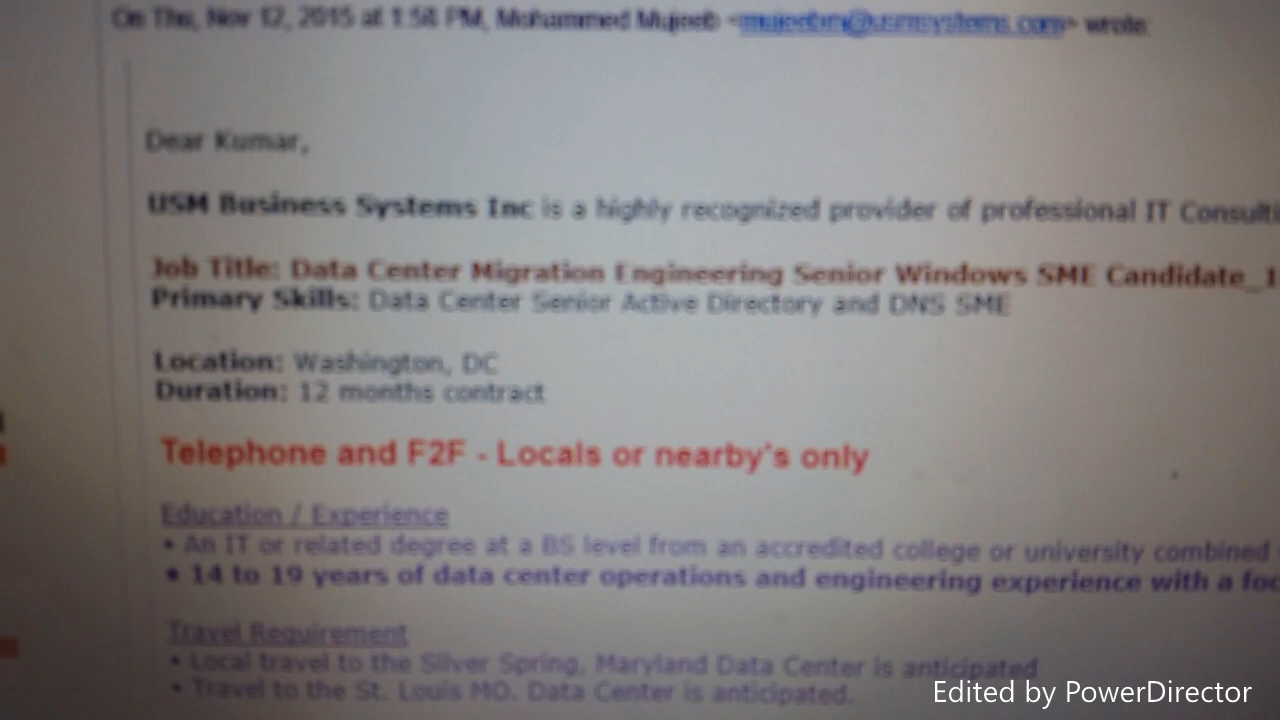 On Thu, Nov 12, 2015 at 1:58 PM, Mohammed Mujeeb <mujeebm@usmsystems.com> wrote:
Dear Kumar,
USM Business Systems Inc is a highly recognized provider of professional IT Consulti
Job Title: Data Center Migration Engineering Senior Windows SME Candidate_1
Primary Skills: Data Center Senior Active Directory and DNS SME
Location: Washington, DC
Duration: 12 months contract
Telephone and F2F - Locals or nearby's only
Education / Experience
• An IT or related degree at a BS level from an accredited college or university combined
• 14 to 19 years of data center operations and engineering experience with a foc
Travel Requirement
• Local travel to the Silver Spring, Maryland Data Center is anticipated
• Travel to the St. Louis MO. Data Center is anticipated.
Edited by PowerDirector